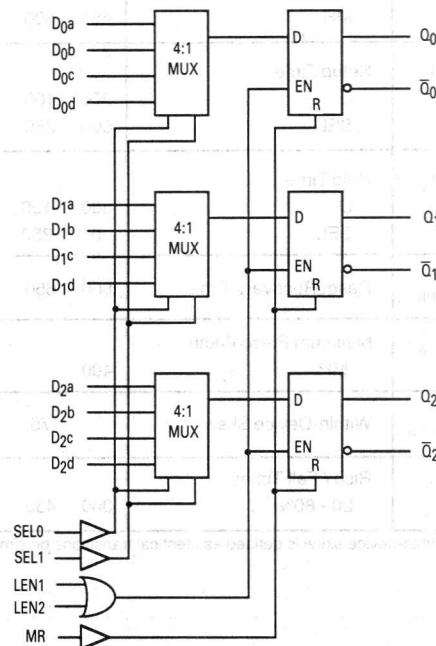 D0a
D0b
D0c
D0d
4:1
MUX
D
EN
R
Q0
Q̅0
D1a
D1b
D1c
D1d
4:1
MUX
D
EN
R
Q1
Q̅1
D2a
D2b
D2c
D2d
4:1
MUX
D
EN
R
Q2
Q̅2
SEL0
SEL1
LEN1
LEN2
MR